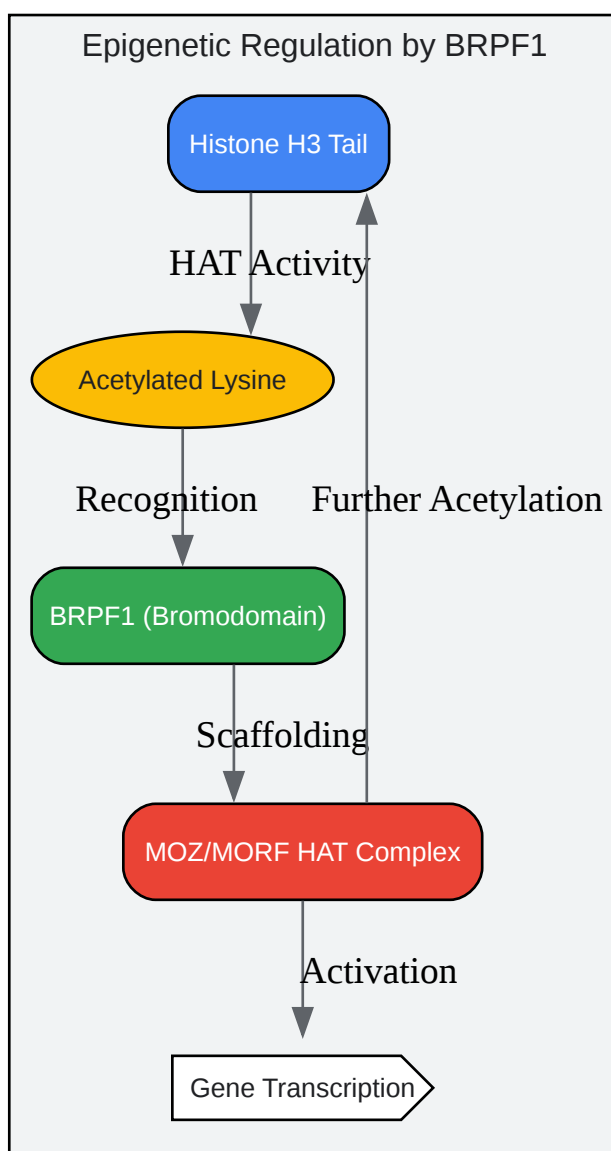 Epigenetic Regulation by BRPF1
Histone H3 Tail
HAT Activity
Acetylated Lysine
Recognition
Further Acetylation
BRPF1 (Bromodomain)
Scaffolding
MOZ/MORF HAT Complex
Activation
Gene Transcription